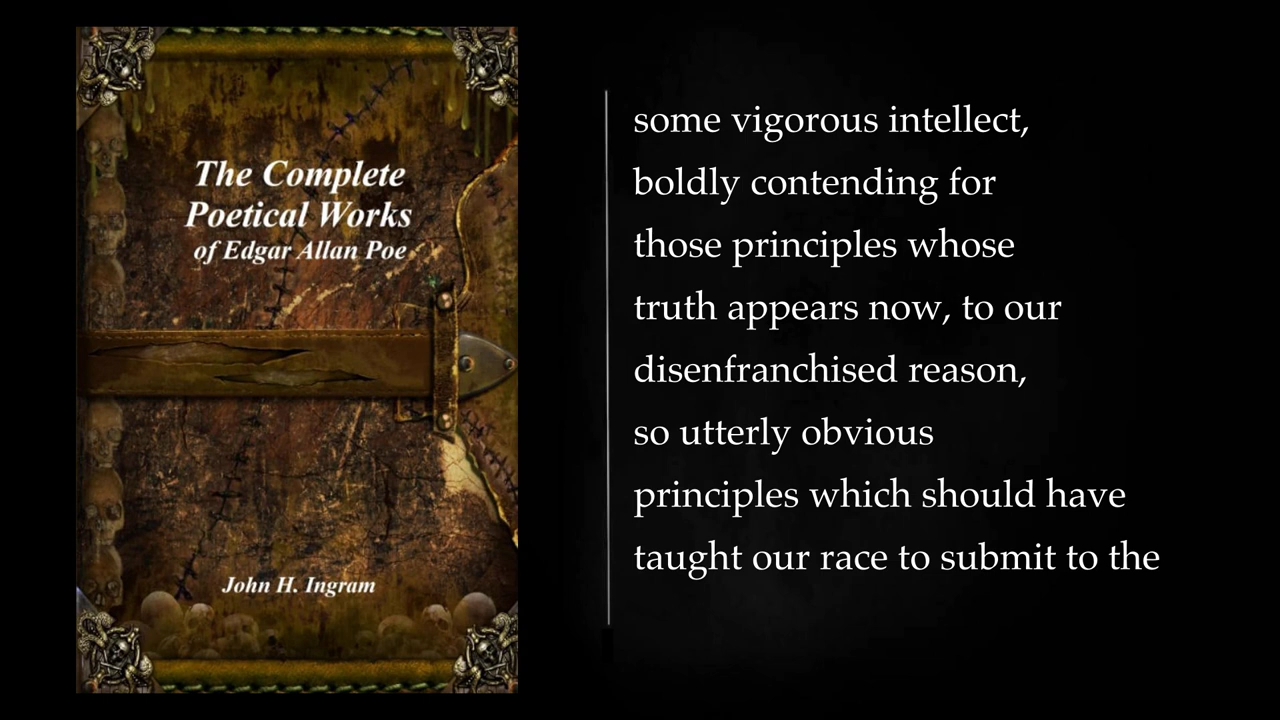 The Complete
Poetical Works
of Edgar Allan Poe
John H. Ingram
some vigorous intellect,
boldly contending for
those principles whose
truth appears now, to our
disenfranchised reason,
so utterly obvious
principles which should have
taught our race to submit to the